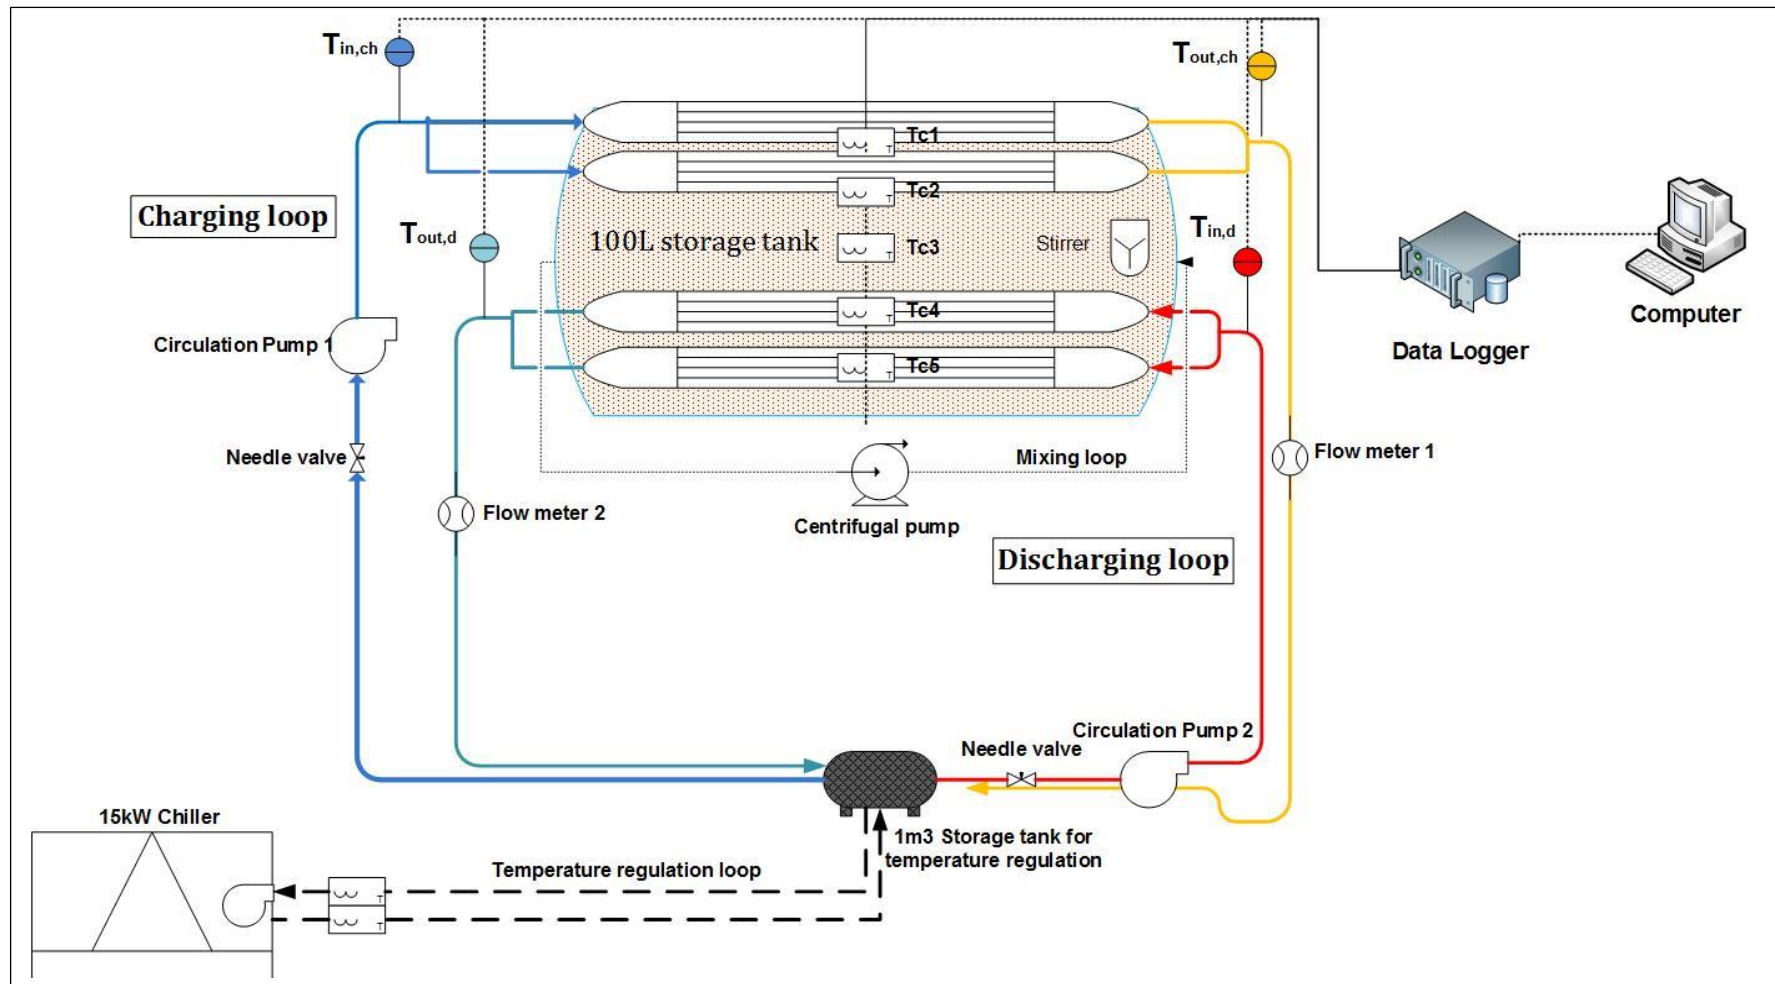 Tin,ch
Tout,ch
Tc1
Tc2
Charging loop
Tout,d
100L storage tank
Tc3
Stirrer
Tin,d
Tc4
Tc5
Computer
Data Logger
Circulation Pump 1
Needle valve
Mixing loop
Flow meter 1
Flow meter 2
Centrifugal pump
Discharging loop
Circulation Pump 2
Needle valve
15kW Chiller
1m3 Storage tank for
temperature regulation
Temperature regulation loop
T
T
T
T
T
T
T